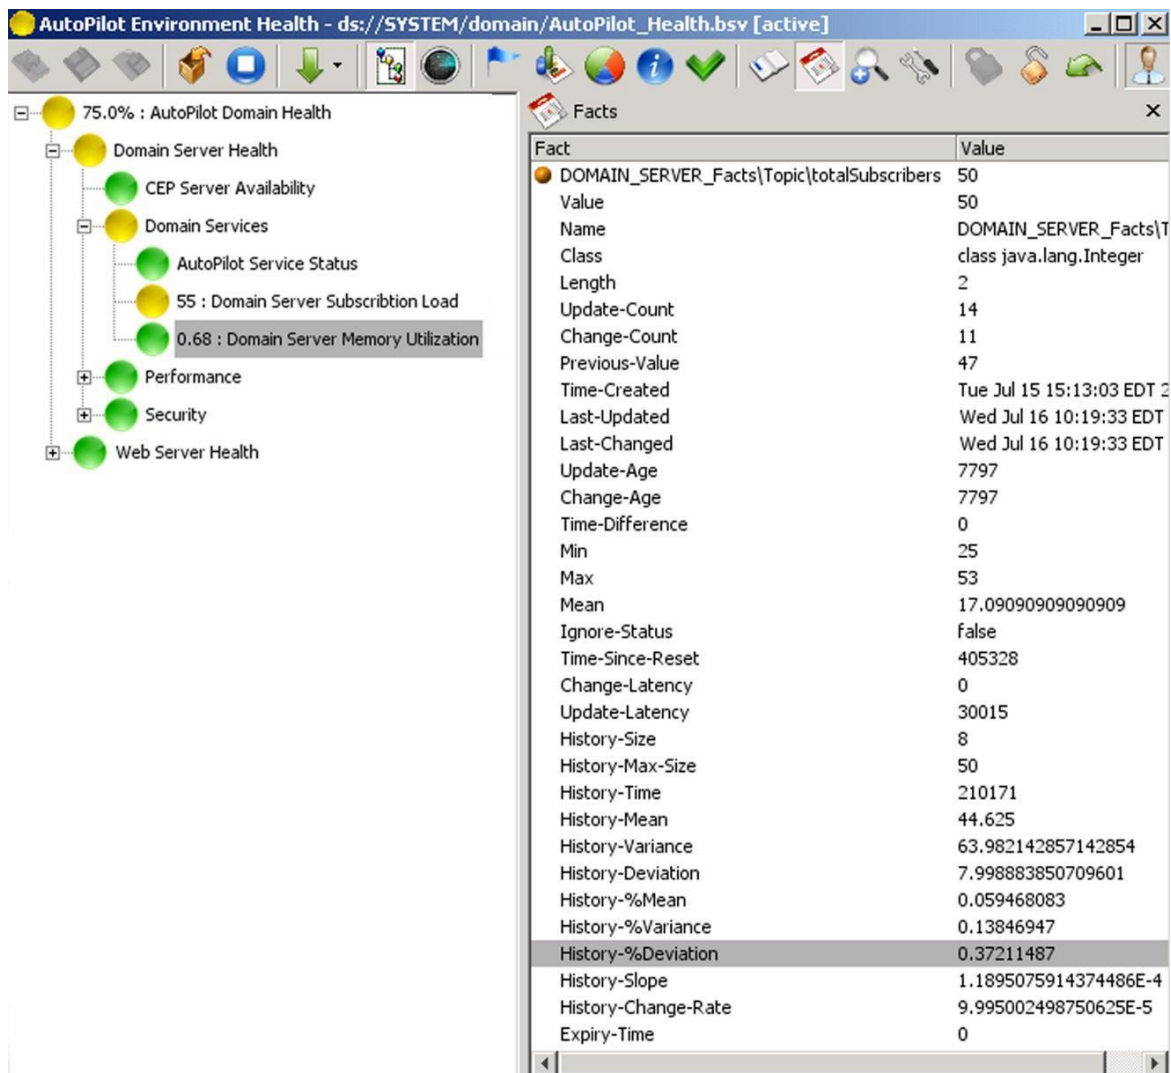 AutoPilot Environment Health - ds://SYSTEM/domain/AutoPilot_Health.bsv [active]
75.0% : AutoPilot Domain Health
Domain Server Health
CEP Server Availability
Domain Services
AutoPilot Service Status
55 : Domain Server Subscribtion Load
0.68 : Domain Server Memory Utilization
Performance
Security
Web Server Health
Facts
Fact Value
DOMAIN_SERVER_Facts\Topic\totalSubscribers 50
Value 50
Name DOMAIN_SERVER_Facts\T
Class class java.lang.Integer
Length 2
Update-Count 14
Change-Count 11
Previous-Value 47
Time-Created Tue Jul 15 15:13:03 EDT 2
Last-Updated Wed Jul 16 10:19:33 EDT
Last-Changed Wed Jul 16 10:19:33 EDT
Update-Age 7797
Change-Age 7797
Time-Difference 0
Min 25
Max 53
Mean 17.09090909090909
Ignore-Status false
Time-Since-Reset 405328
Change-Latency 0
Update-Latency 30015
History-Size 8
History-Max-Size 50
History-Time 210171
History-Mean 44.625
History-Variance 63.982142857142854
History-Deviation 7.998883850709601
History-%Mean 0.059468083
History-%Variance 0.13846947
History-%Deviation 0.37211487
History-Slope 1.1895075914374486E-4
History-Change-Rate 9.995002498750625E-5
Expiry-Time 0